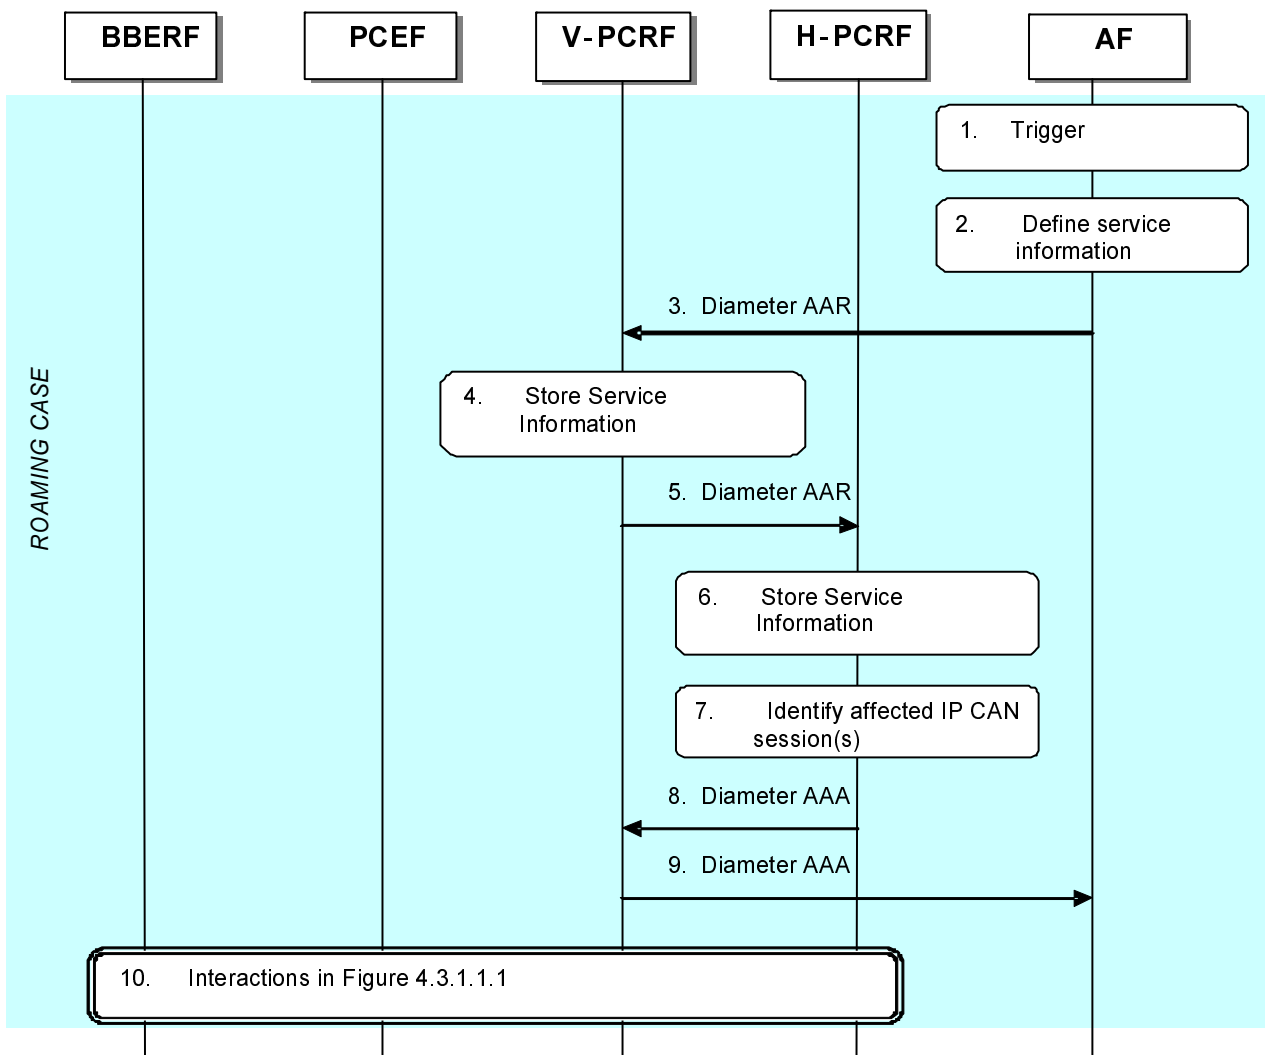 BBERF
PCEF
V-PCRF
H-PCRF
AF
1. Trigger
2. Define service
information
3. Diameter AAR
ROAMING CASE
4. Store Service
Information
5. Diameter AAR
6. Store Service
Information
7. Identify affected IP CAN
session(s)
8. Diameter AAA
9. Diameter AAA
10. Interactions in Figure 4.3.1.1.1